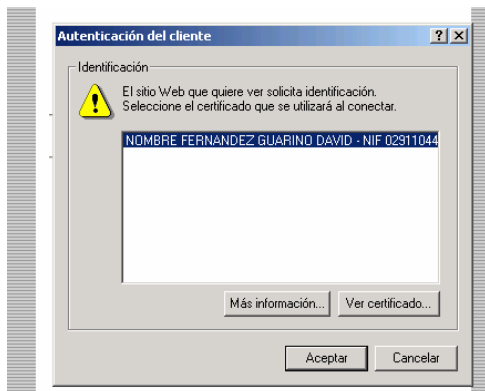 Autenticación del cliente
Identificación
El sitio Web que quiere ver solicita identificación.
Seleccione el certificado que se utilizará al conectar.
NOMBRE FERNANDEZ GUARINO DAVID - NIF 02911044
Más información... Ver certificado...
Aceptar Cancelar